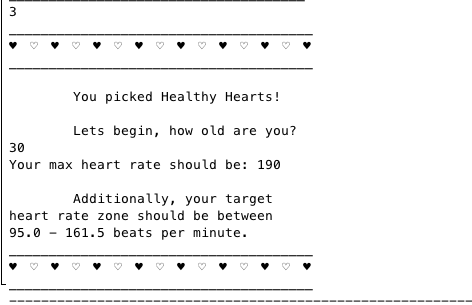 3
♥ ♡ ♥ ♡ ♥ ♡ ♥ ♡ ♥ ♡ ♥ ♡ ♥ ♡ ♥
You picked Healthy Hearts!
Lets begin, how old are you?
30
Your max heart rate should be: 190
Additionally, your target
heart rate zone should be between
95.0 – 161.5 beats per minute.
♥ ♡ ♥ ♡ ♥ ♡ ♥ ♡ ♥ ♡ ♥ ♡ ♥ ♡ ♥